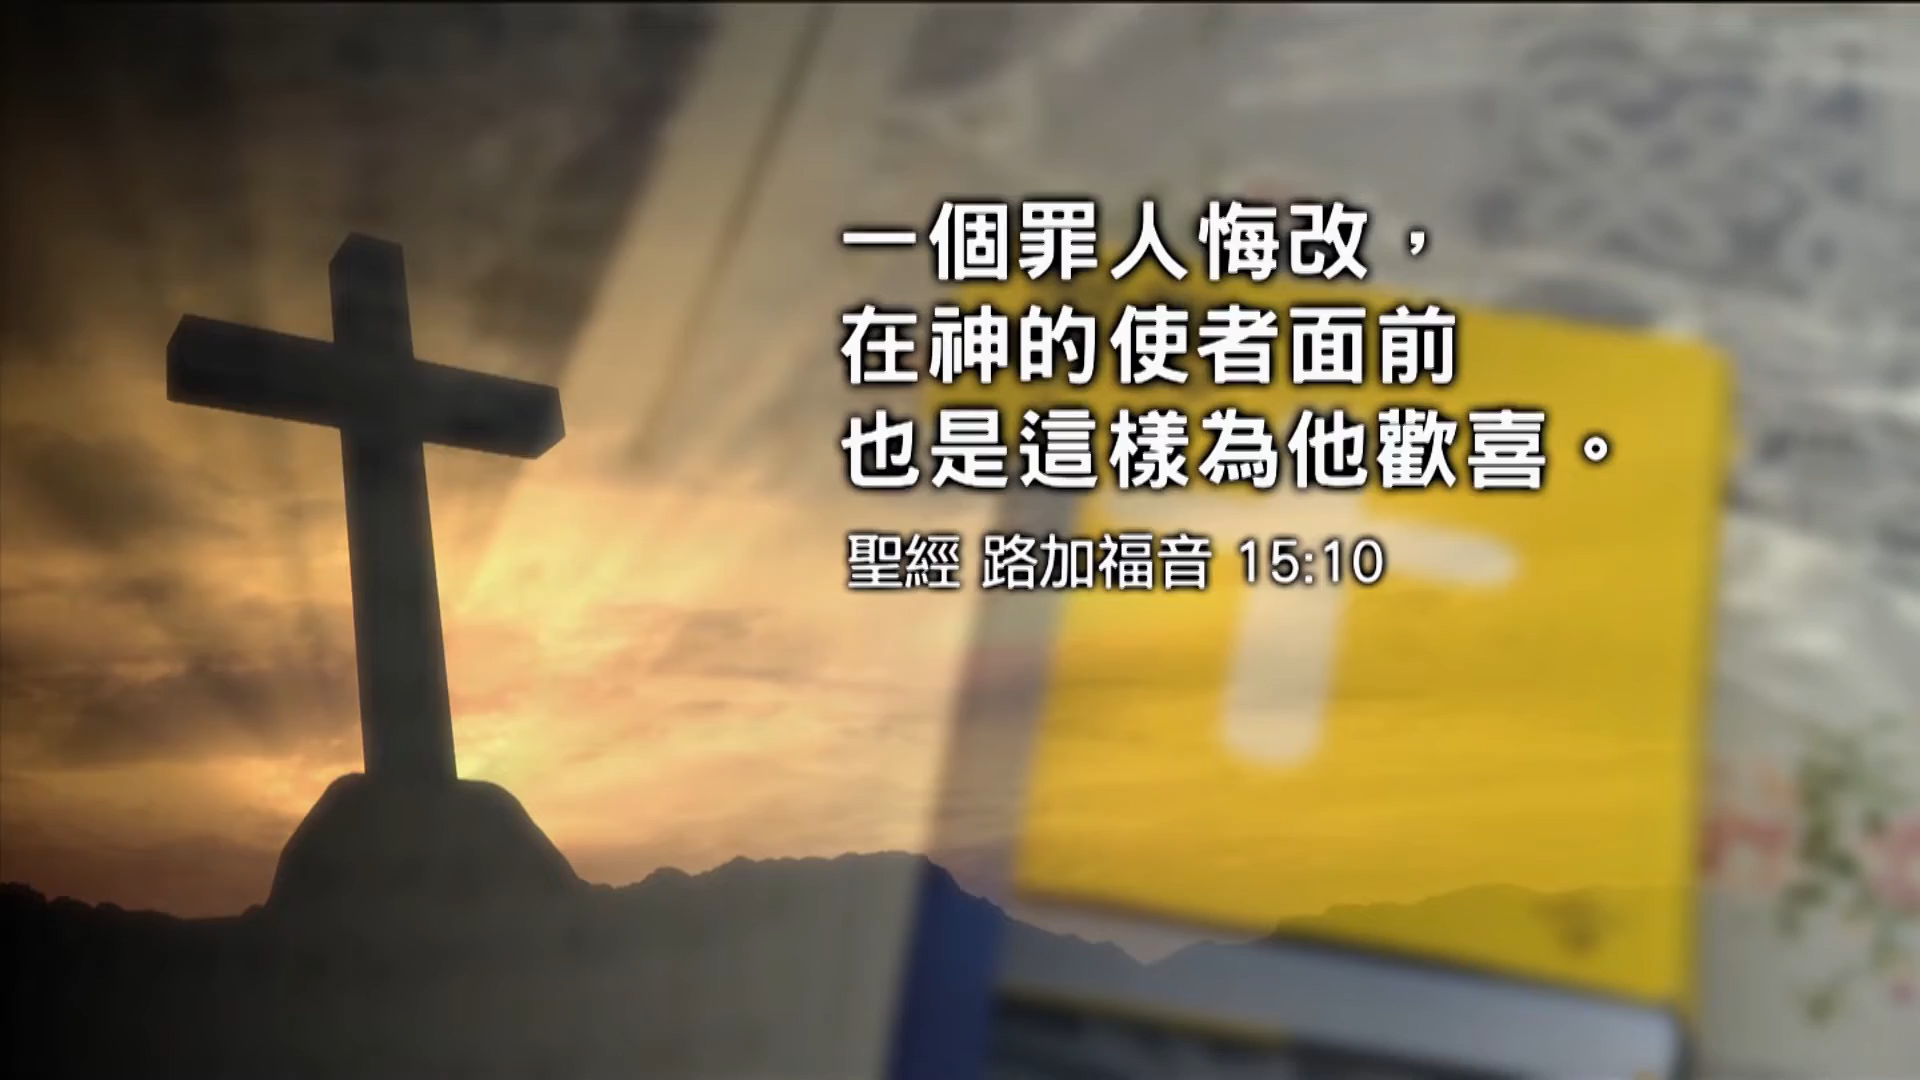 一個罪人悔改，
在神的使者面前
也是這樣為他歡喜。
聖經 路加福音 15:10